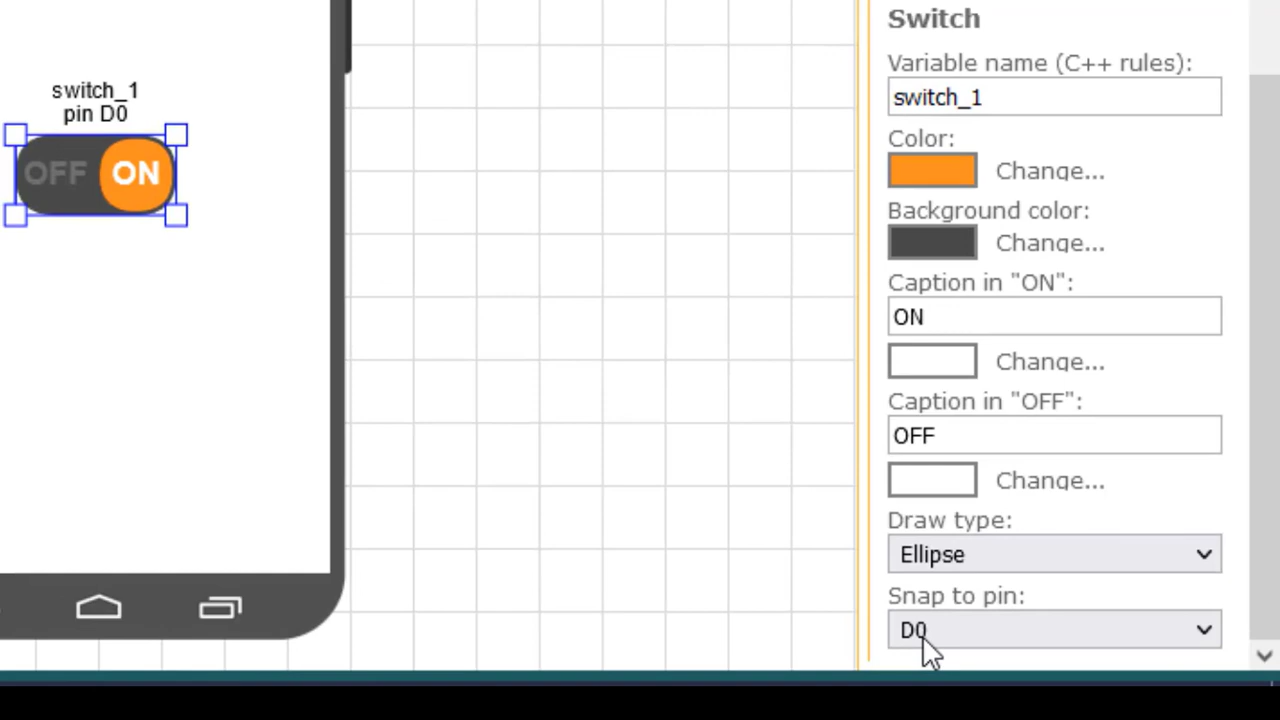 switch_1
pin D0
OFF ON
Switch
Variable name (C++ rules):
switch_1
Color:
Change...
Background color:
Change...
Caption in "ON":
ON
Change...
Caption in "OFF":
OFF
Change...
Draw type:
Ellipse
Snap to pin:
D0